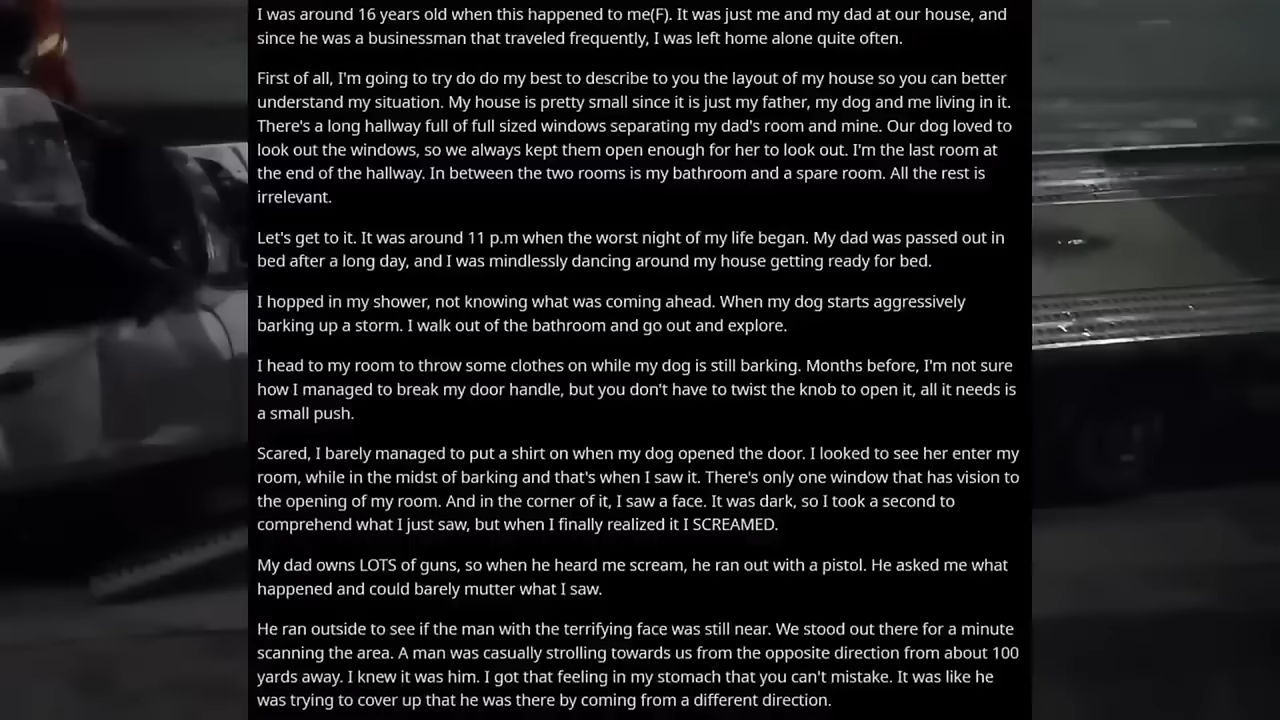 I was around 16 years old when this happened to me(F). It was just me and my dad at our house, and
since he was a businessman that traveled frequently, I was left home alone quite often.
First of all, I'm going to try do do my best to describe to you the layout of my house so you can better
understand my situation. My house is pretty small since it is just my father, my dog and me living in it.
There's a long hallway full of full sized windows separating my dad's room and mine. Our dog loved to
look out the windows, so we always kept them open enough for her to look out. I'm the last room at
the end of the hallway. In between the two rooms is my bathroom and a spare room. All the rest is
irrelevant.
Let's get to it. It was around 11 p.m when the worst night of my life began. My dad was passed out in
bed after a long day, and I was mindlessly dancing around my house getting ready for bed.
I hopped in my shower, not knowing what was coming ahead. When my dog starts aggressively
barking up a storm. I walk out of the bathroom and go out and explore.
I head to my room to throw some clothes on while my dog is still barking. Months before, I'm not sure
how I managed to break my door handle, but you don't have to twist the knob to open it, all it needs is
a small push.
Scared, I barely managed to put a shirt on when my dog opened the door. I looked to see her enter my
room, while in the midst of barking and that's when I saw it. There's only one window that has vision to
the opening of my room. And in the corner of it, I saw a face. It was dark, so I took a second to
comprehend what I just saw, but when I finally realized it I SCREAMED.
My dad owns LOTS of guns, so when he heard me scream, he ran out with a pistol. He asked me what
happened and could barely mutter what I saw.
He ran outside to see if the man with the terrifying face was still near. We stood out there for a minute
scanning the area. A man was casually strolling towards us from the opposite direction from about 100
yards away. I knew it was him. I got that feeling in my stomach that you can't mistake. It was like he
was trying to cover up that he was there by coming from a different direction.